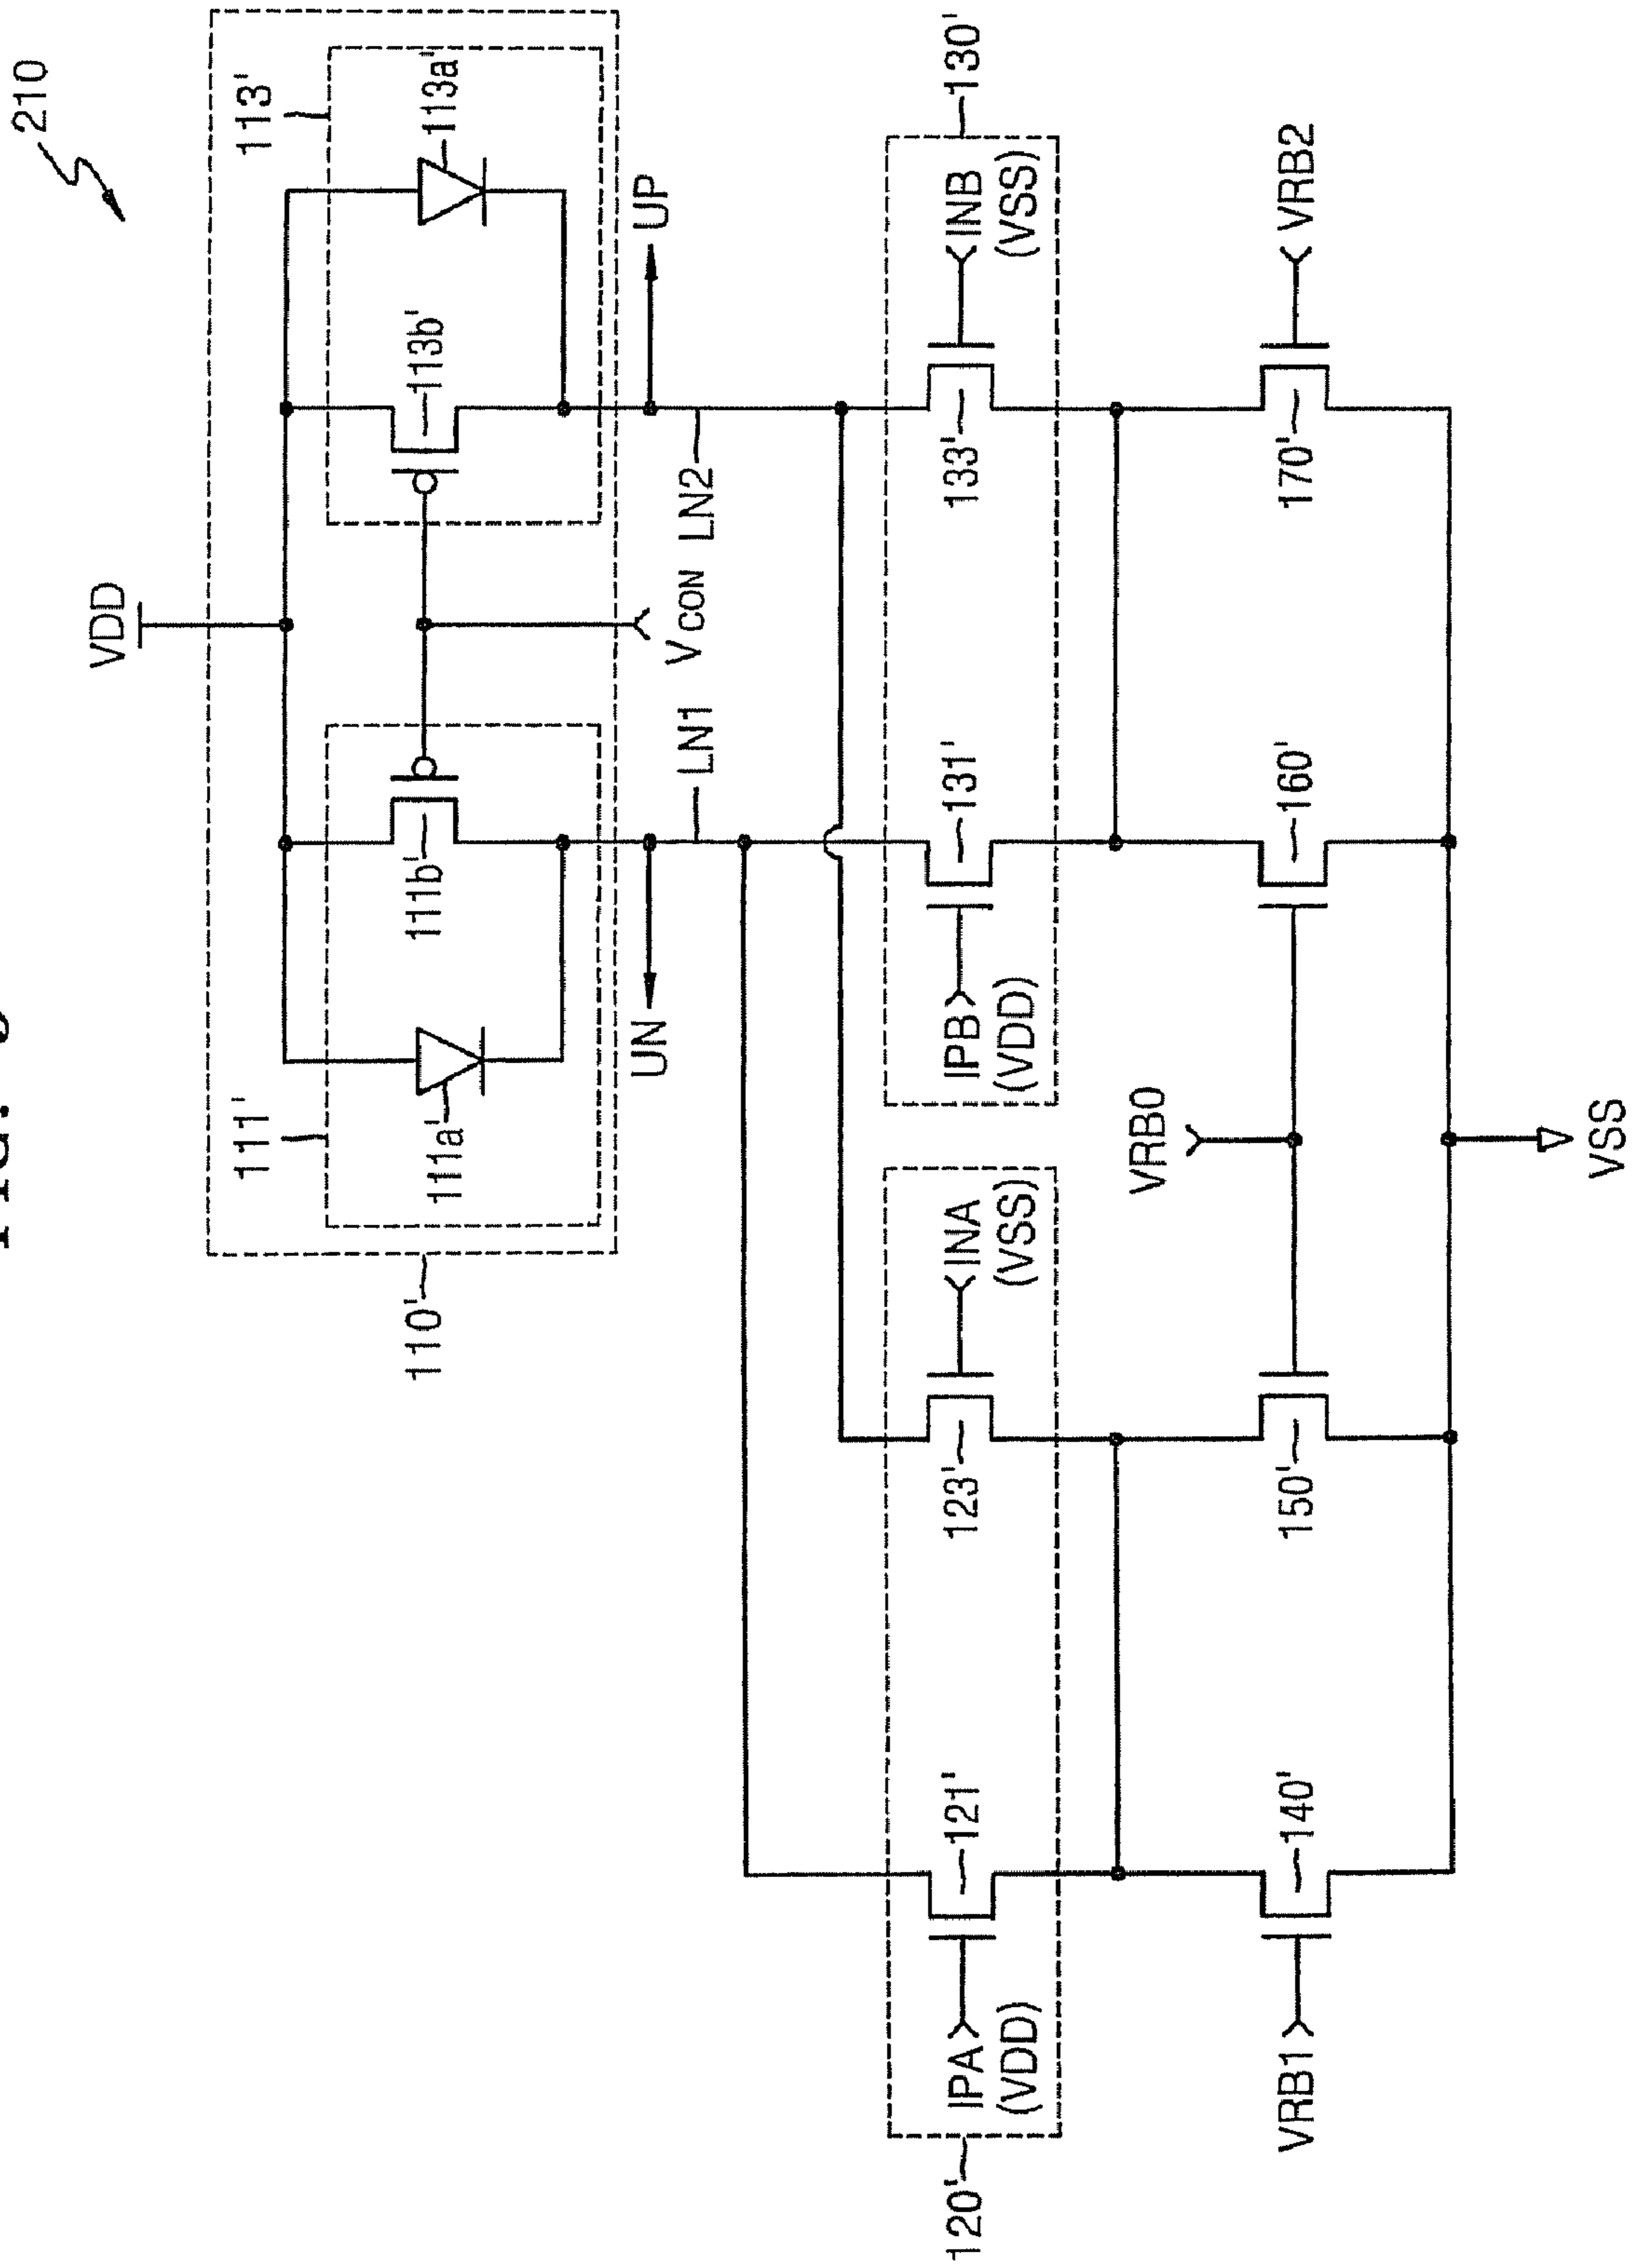 210
VDD
111'
113'
110'
111a'
111b'
113b'
113a'
UN
UP
LN1
VCON
LN2
120'
IPA
(VDD)
121'
123'
INA
(VSS)
IPB
(VDD)
131'
133'
INB
(VSS)
130'
VRB0
VRB1
140'
150'
160'
170'
VRB2
VSS